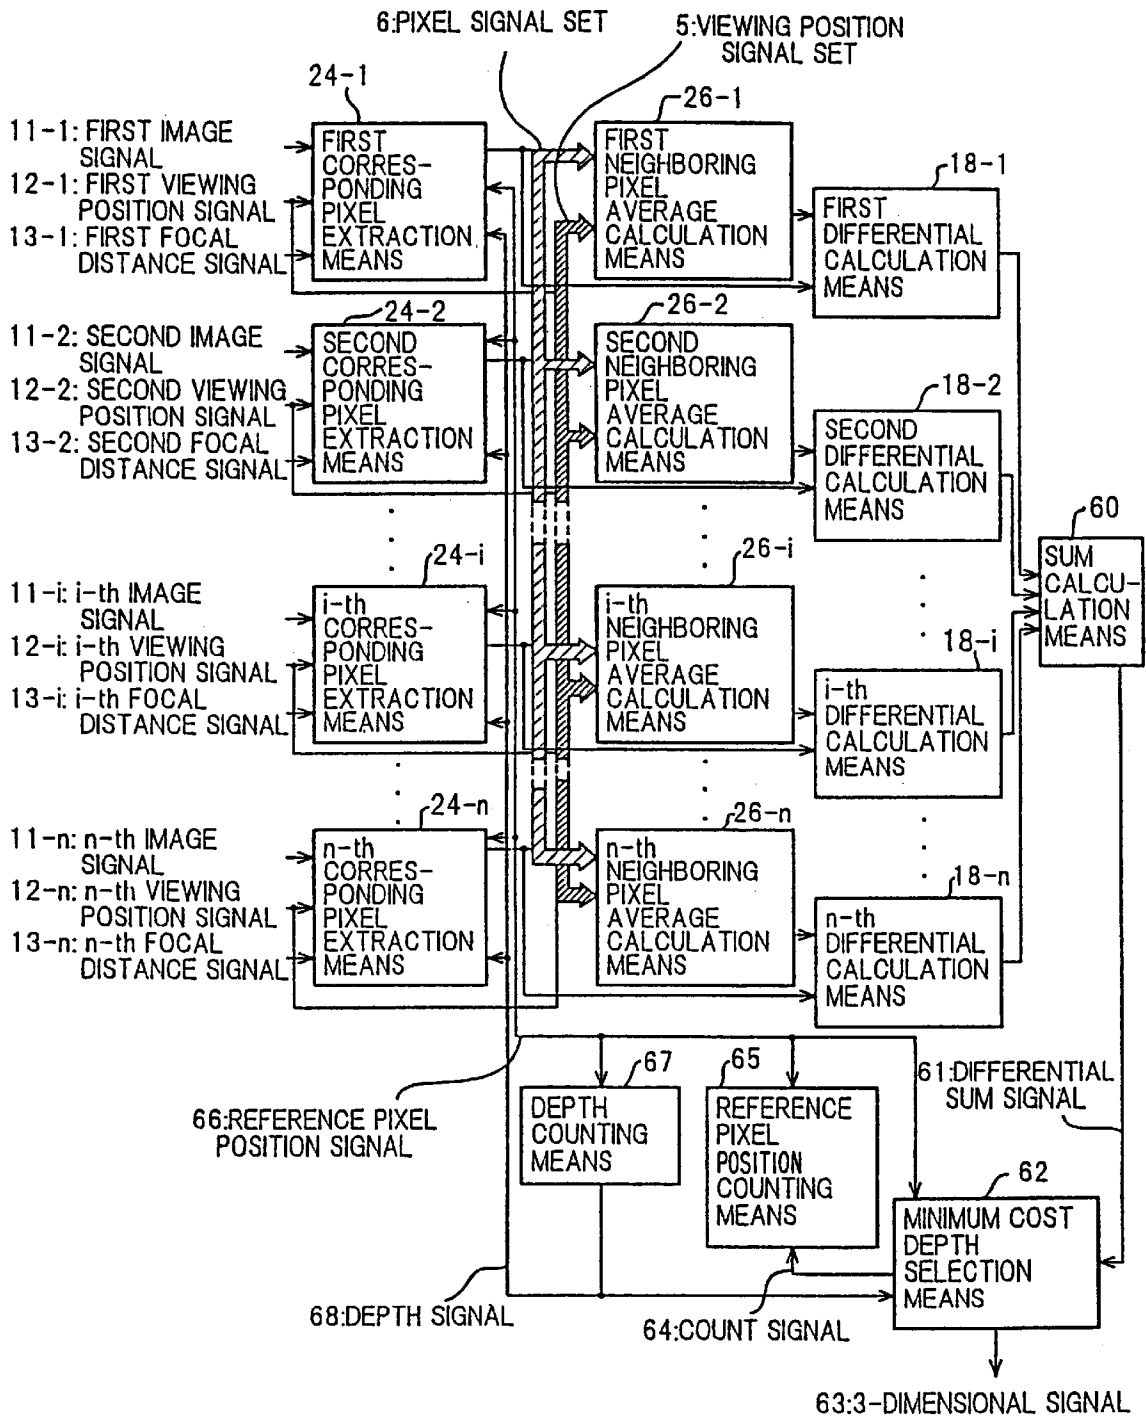 6:PIXEL SIGNAL SET
5:VIEWING POSITION
SIGNAL SET
24-1
26-1
11-1: FIRST IMAGE
SIGNAL
12-1: FIRST VIEWING
POSITION SIGNAL
13-1: FIRST FOCAL
DISTANCE SIGNAL
FIRST
CORRES-
PONDING
PIXEL
EXTRACTION
MEANS
FIRST
NEIGHBORING
PIXEL
AVERAGE
CALCULATION
MEANS
18-1
FIRST
DIFFERENTIAL
CALCULATION
MEANS
24-2
26-2
11-2: SECOND IMAGE
SIGNAL
12-2: SECOND VIEWING
POSITION SIGNAL
13-2: SECOND FOCAL
DISTANCE SIGNAL
SECOND
CORRES-
PONDING
PIXEL
EXTRACTION
MEANS
SECOND
NEIGHBORING
PIXEL
AVERAGE
CALCULATION
MEANS
18-2
SECOND
DIFFERENTIAL
CALCULATION
MEANS
60
SUM
CALCU-
LATION
MEANS
24-i
26-i
11-i: i-th IMAGE
SIGNAL
12-i: i-th VIEWING
POSITION SIGNAL
13-i: i-th FOCAL
DISTANCE SIGNAL
i-th
CORRES-
PONDING
PIXEL
EXTRACTION
MEANS
i-th
NEIGHBORING
PIXEL
AVERAGE
CALCULATION
MEANS
18-i
i-th
DIFFERENTIAL
CALCULATION
MEANS
24-n
26-n
11-n: n-th IMAGE
SIGNAL
12-n: n-th VIEWING
POSITION SIGNAL
13-n: n-th FOCAL
DISTANCE SIGNAL
n-th
CORRES-
PONDING
PIXEL
EXTRACTION
MEANS
n-th
NEIGHBORING
PIXEL
AVERAGE
CALCULATION
MEANS
18-n
n-th
DIFFERENTIAL
CALCULATION
MEANS
67
65
61:DIFFERENTIAL
SUM SIGNAL
66:REFERENCE PIXEL
POSITION SIGNAL
DEPTH
COUNTING
MEANS
REFERENCE
PIXEL
POSITION
COUNTING
MEANS
62
MINIMUM COST
DEPTH
SELECTION
MEANS
68:DEPTH SIGNAL
64:COUNT SIGNAL
63:3-DIMENSIONAL SIGNAL